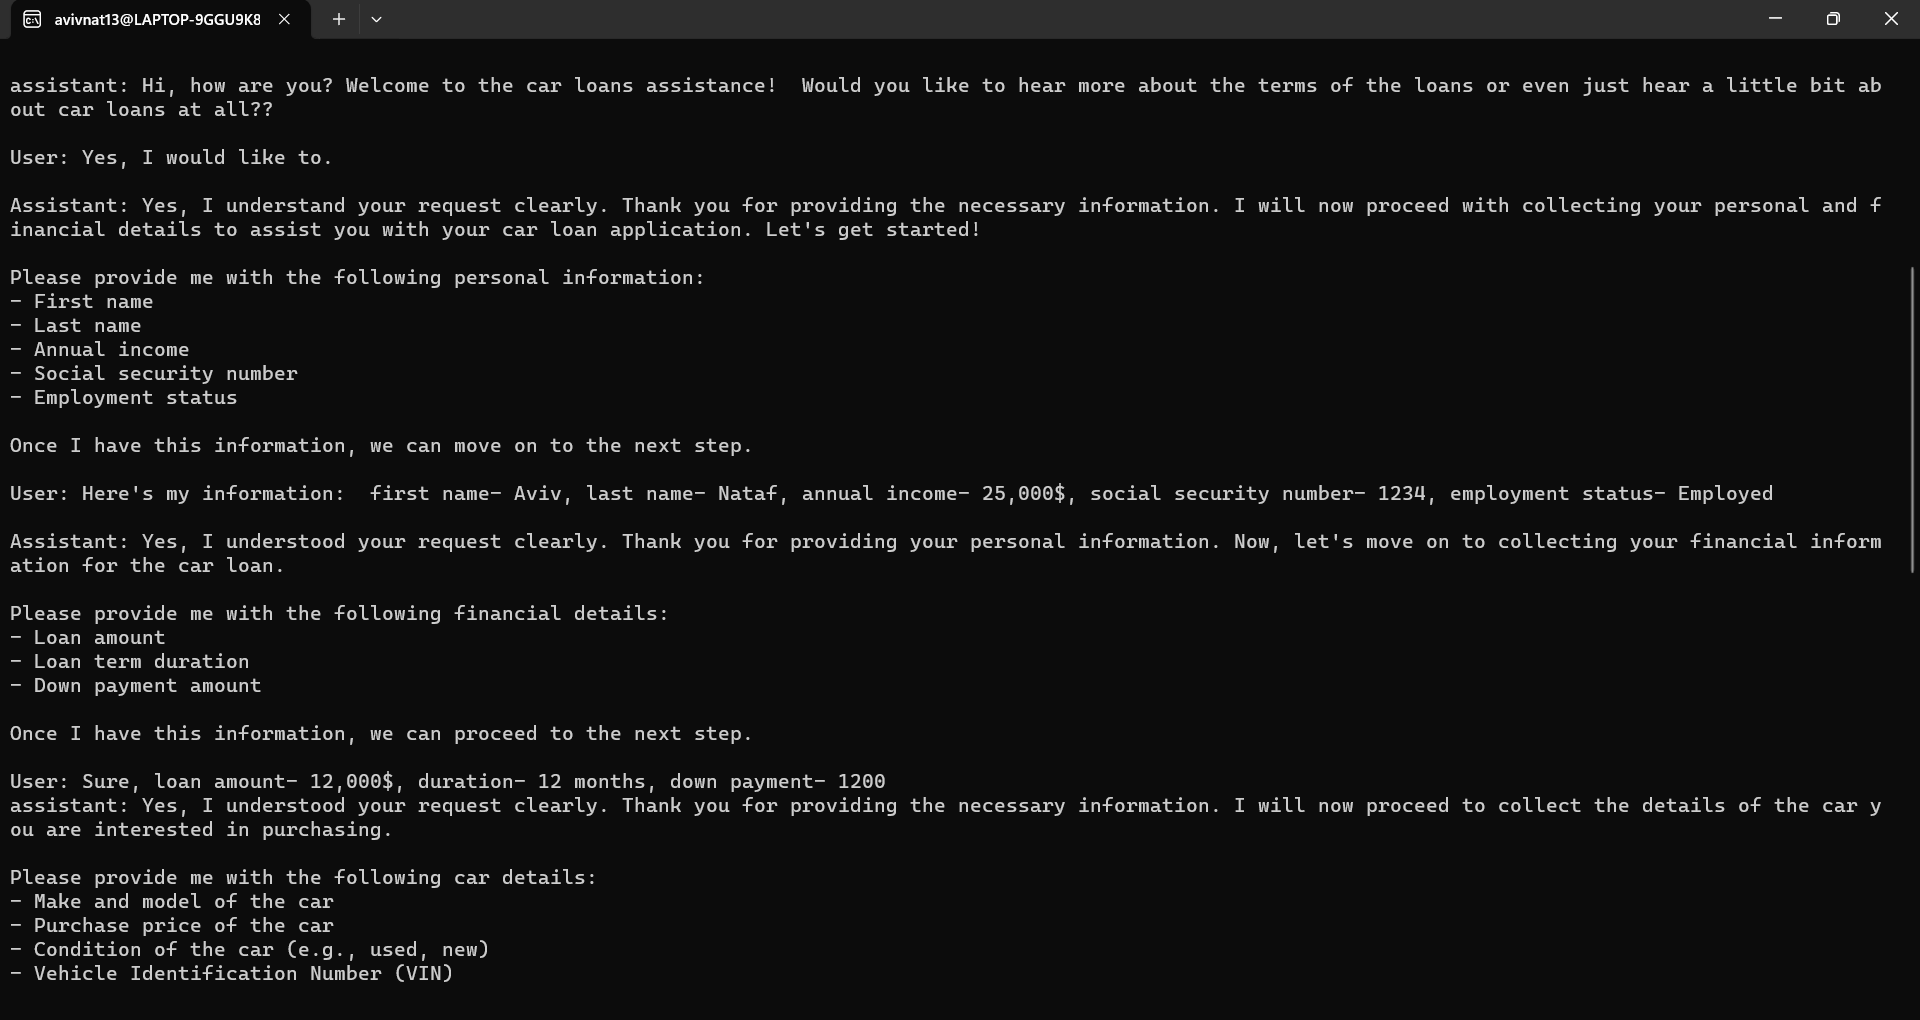 avivnat13@LAPTOP-9GGU9K8
assistant: Hi, how are you? Welcome to the car loans assistance!  Would you like to hear more about the terms of the loans or even just hear a little bit ab
out car loans at all??
User: Yes, I would like to.
Assistant: Yes, I understand your request clearly. Thank you for providing the necessary information. I will now proceed with collecting your personal and f
inancial details to assist you with your car loan application. Let's get started!
Please provide me with the following personal information:
- First name
- Last name
- Annual income
- Social security number
- Employment status
Once I have this information, we can move on to the next step.
User: Here's my information:  first name- Aviv, last name- Nataf, annual income- 25,000$, social security number- 1234, employment status- Employed
Assistant: Yes, I understood your request clearly. Thank you for providing your personal information. Now, let's move on to collecting your financial inform
ation for the car loan.
Please provide me with the following financial details:
- Loan amount
- Loan term duration
- Down payment amount
Once I have this information, we can proceed to the next step.
User: Sure, loan amount- 12,000$, duration- 12 months, down payment- 1200
assistant: Yes, I understood your request clearly. Thank you for providing the necessary information. I will now proceed to collect the details of the car y
ou are interested in purchasing.
Please provide me with the following car details:
- Make and model of the car
- Purchase price of the car
- Condition of the car (e.g., used, new)
- Vehicle Identification Number (VIN)